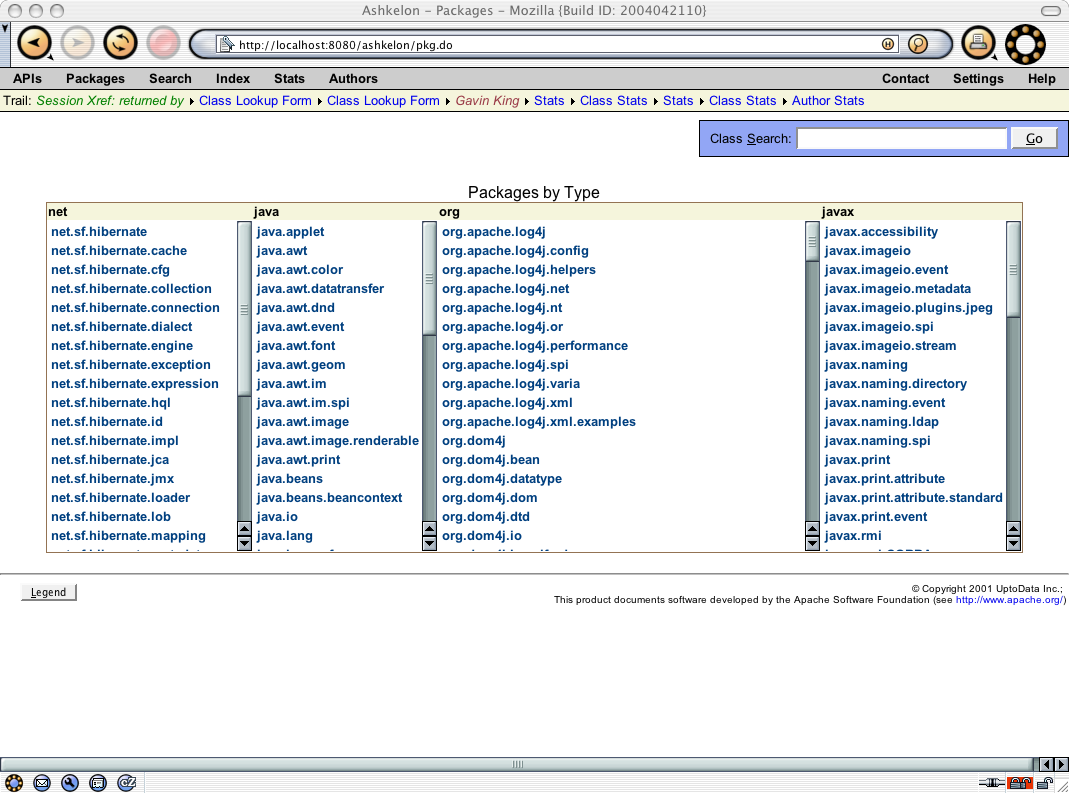 Ashkelon – Packages – Mozilla {Build ID: 2004042110}
http://localhost:8080/ashkelon/pkg.do
APIs Packages Search Index Stats Authors Contact Settings Help
Trail: Session Xref: returned by Class Lookup Form Class Lookup Form Gavin King Stats Class Stats Stats Class Stats Author Stats
Class Search: Go
Packages by Type
net
net.sf.hibernate
net.sf.hibernate.cache
net.sf.hibernate.cfg
net.sf.hibernate.collection
net.sf.hibernate.connection
net.sf.hibernate.dialect
net.sf.hibernate.engine
net.sf.hibernate.exception
net.sf.hibernate.expression
net.sf.hibernate.hql
net.sf.hibernate.id
net.sf.hibernate.impl
net.sf.hibernate.jca
net.sf.hibernate.jmx
net.sf.hibernate.loader
net.sf.hibernate.lob
net.sf.hibernate.mapping
java
java.applet
java.awt
java.awt.color
java.awt.datatransfer
java.awt.dnd
java.awt.event
java.awt.font
java.awt.geom
java.awt.im
java.awt.im.spi
java.awt.image
java.awt.image.renderable
java.awt.print
java.beans
java.beans.beancontext
java.io
java.lang
org
org.apache.log4j
org.apache.log4j.config
org.apache.log4j.helpers
org.apache.log4j.net
org.apache.log4j.nt
org.apache.log4j.or
org.apache.log4j.performance
org.apache.log4j.spi
org.apache.log4j.varia
org.apache.log4j.xml
org.apache.log4j.xml.examples
org.dom4j
org.dom4j.bean
org.dom4j.datatype
org.dom4j.dom
org.dom4j.dtd
org.dom4j.io
javax
javax.accessibility
javax.imageio
javax.imageio.event
javax.imageio.metadata
javax.imageio.plugins.jpeg
javax.imageio.spi
javax.imageio.stream
javax.naming
javax.naming.directory
javax.naming.event
javax.naming.ldap
javax.naming.spi
javax.print
javax.print.attribute
javax.print.attribute.standard
javax.print.event
javax.rmi
Legend
© Copyright 2001 UptoData Inc.;
This product documents software developed by the Apache Software Foundation (see http://www.apache.org/)